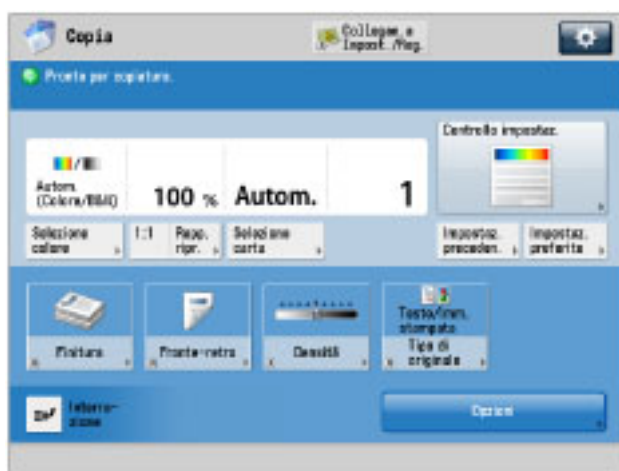 Copia
Collegam. a
Impost./Reg.
Pronto per copiatura.
Controllo impostaz.
Autom.
(Colore/B&N)
100 %
Autom.
1
Selezione
colore
1:1
Rapp.
ripr.
Selezione
carta
Impostaz.
preceden.
Impostaz.
preferite
Finitura
Fronte-retro
Densità
Testo/Imm.
stampato
Tipo di
originale
Interru-
zione
Opzioni